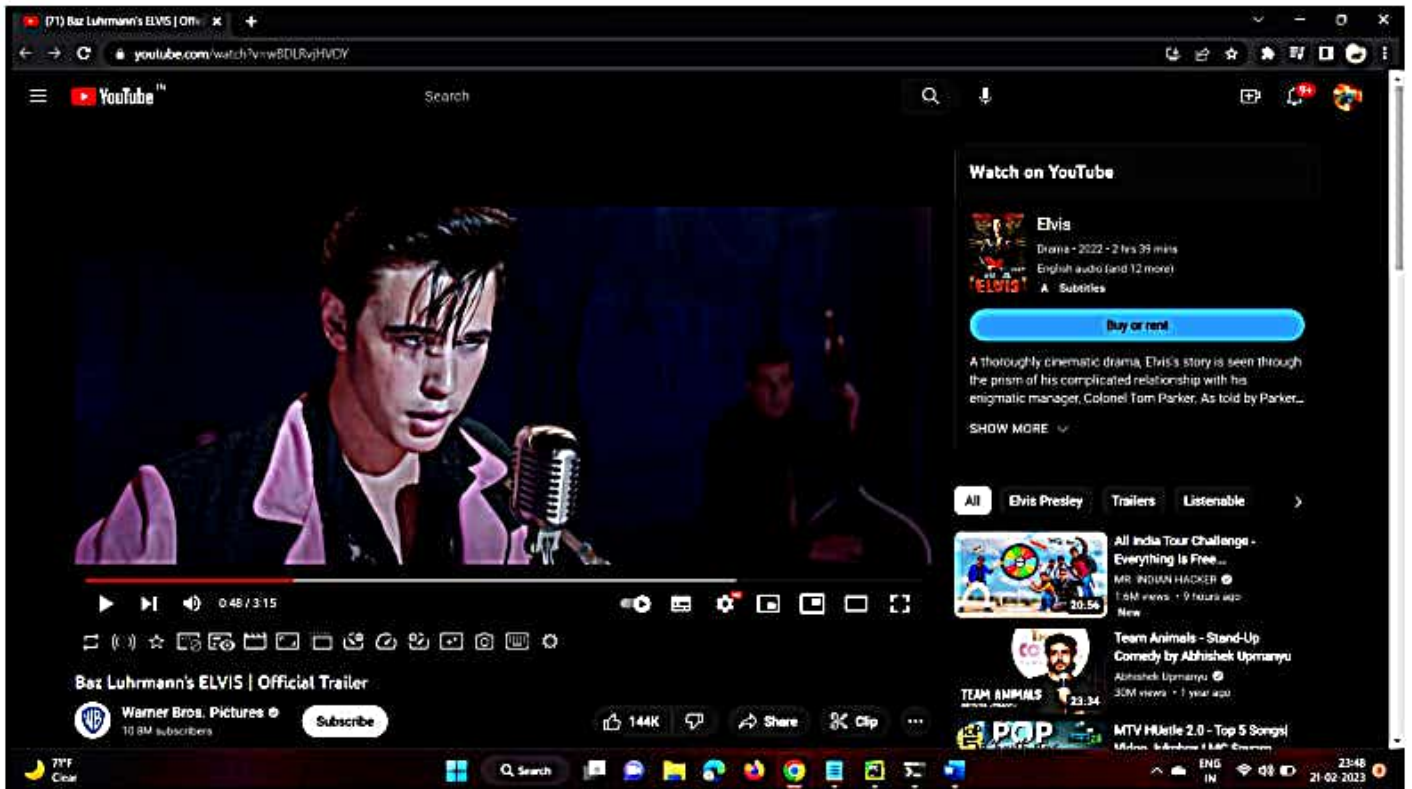 (71) Baz Luhrmann's ELVIS | Offi
youtube.com/watch?v=wBDLRvjHVOY
YouTube IN
Search
9+
Watch on YouTube
Elvis
Drama • 2022 • 2 hrs 39 mins
English audio (and 12 more)
A Subtitles
ELVIS
Buy or rent
A thoroughly cinematic drama, Elvis's story is seen through
the prism of his complicated relationship with his
enigmatic manager, Colonel Tom Parker. As told by Parker...
SHOW MORE
All Elvis Presley Trailers Listenable
All India Tour Challenge -
Everything Is Free...
MR. INDIAN HACKER
1.6M views • 9 hours ago
New
20:54
Team Animals - Stand-Up
Comedy by Abhishek Upmanyu
Abhishek Upmanyu
30M views • 1 year ago
TEAM ANIMALS
23:34
MTV Hustle 2.0 - Top 5 Songs|
POP
0:48 / 3:15
Baz Luhrmann's ELVIS | Official Trailer
Warner Bros. Pictures
10.8M subscribers
Subscribe
144K
Share
Clip
71°F
Clear
Search
ENG
IN
23:48
21-02-2023